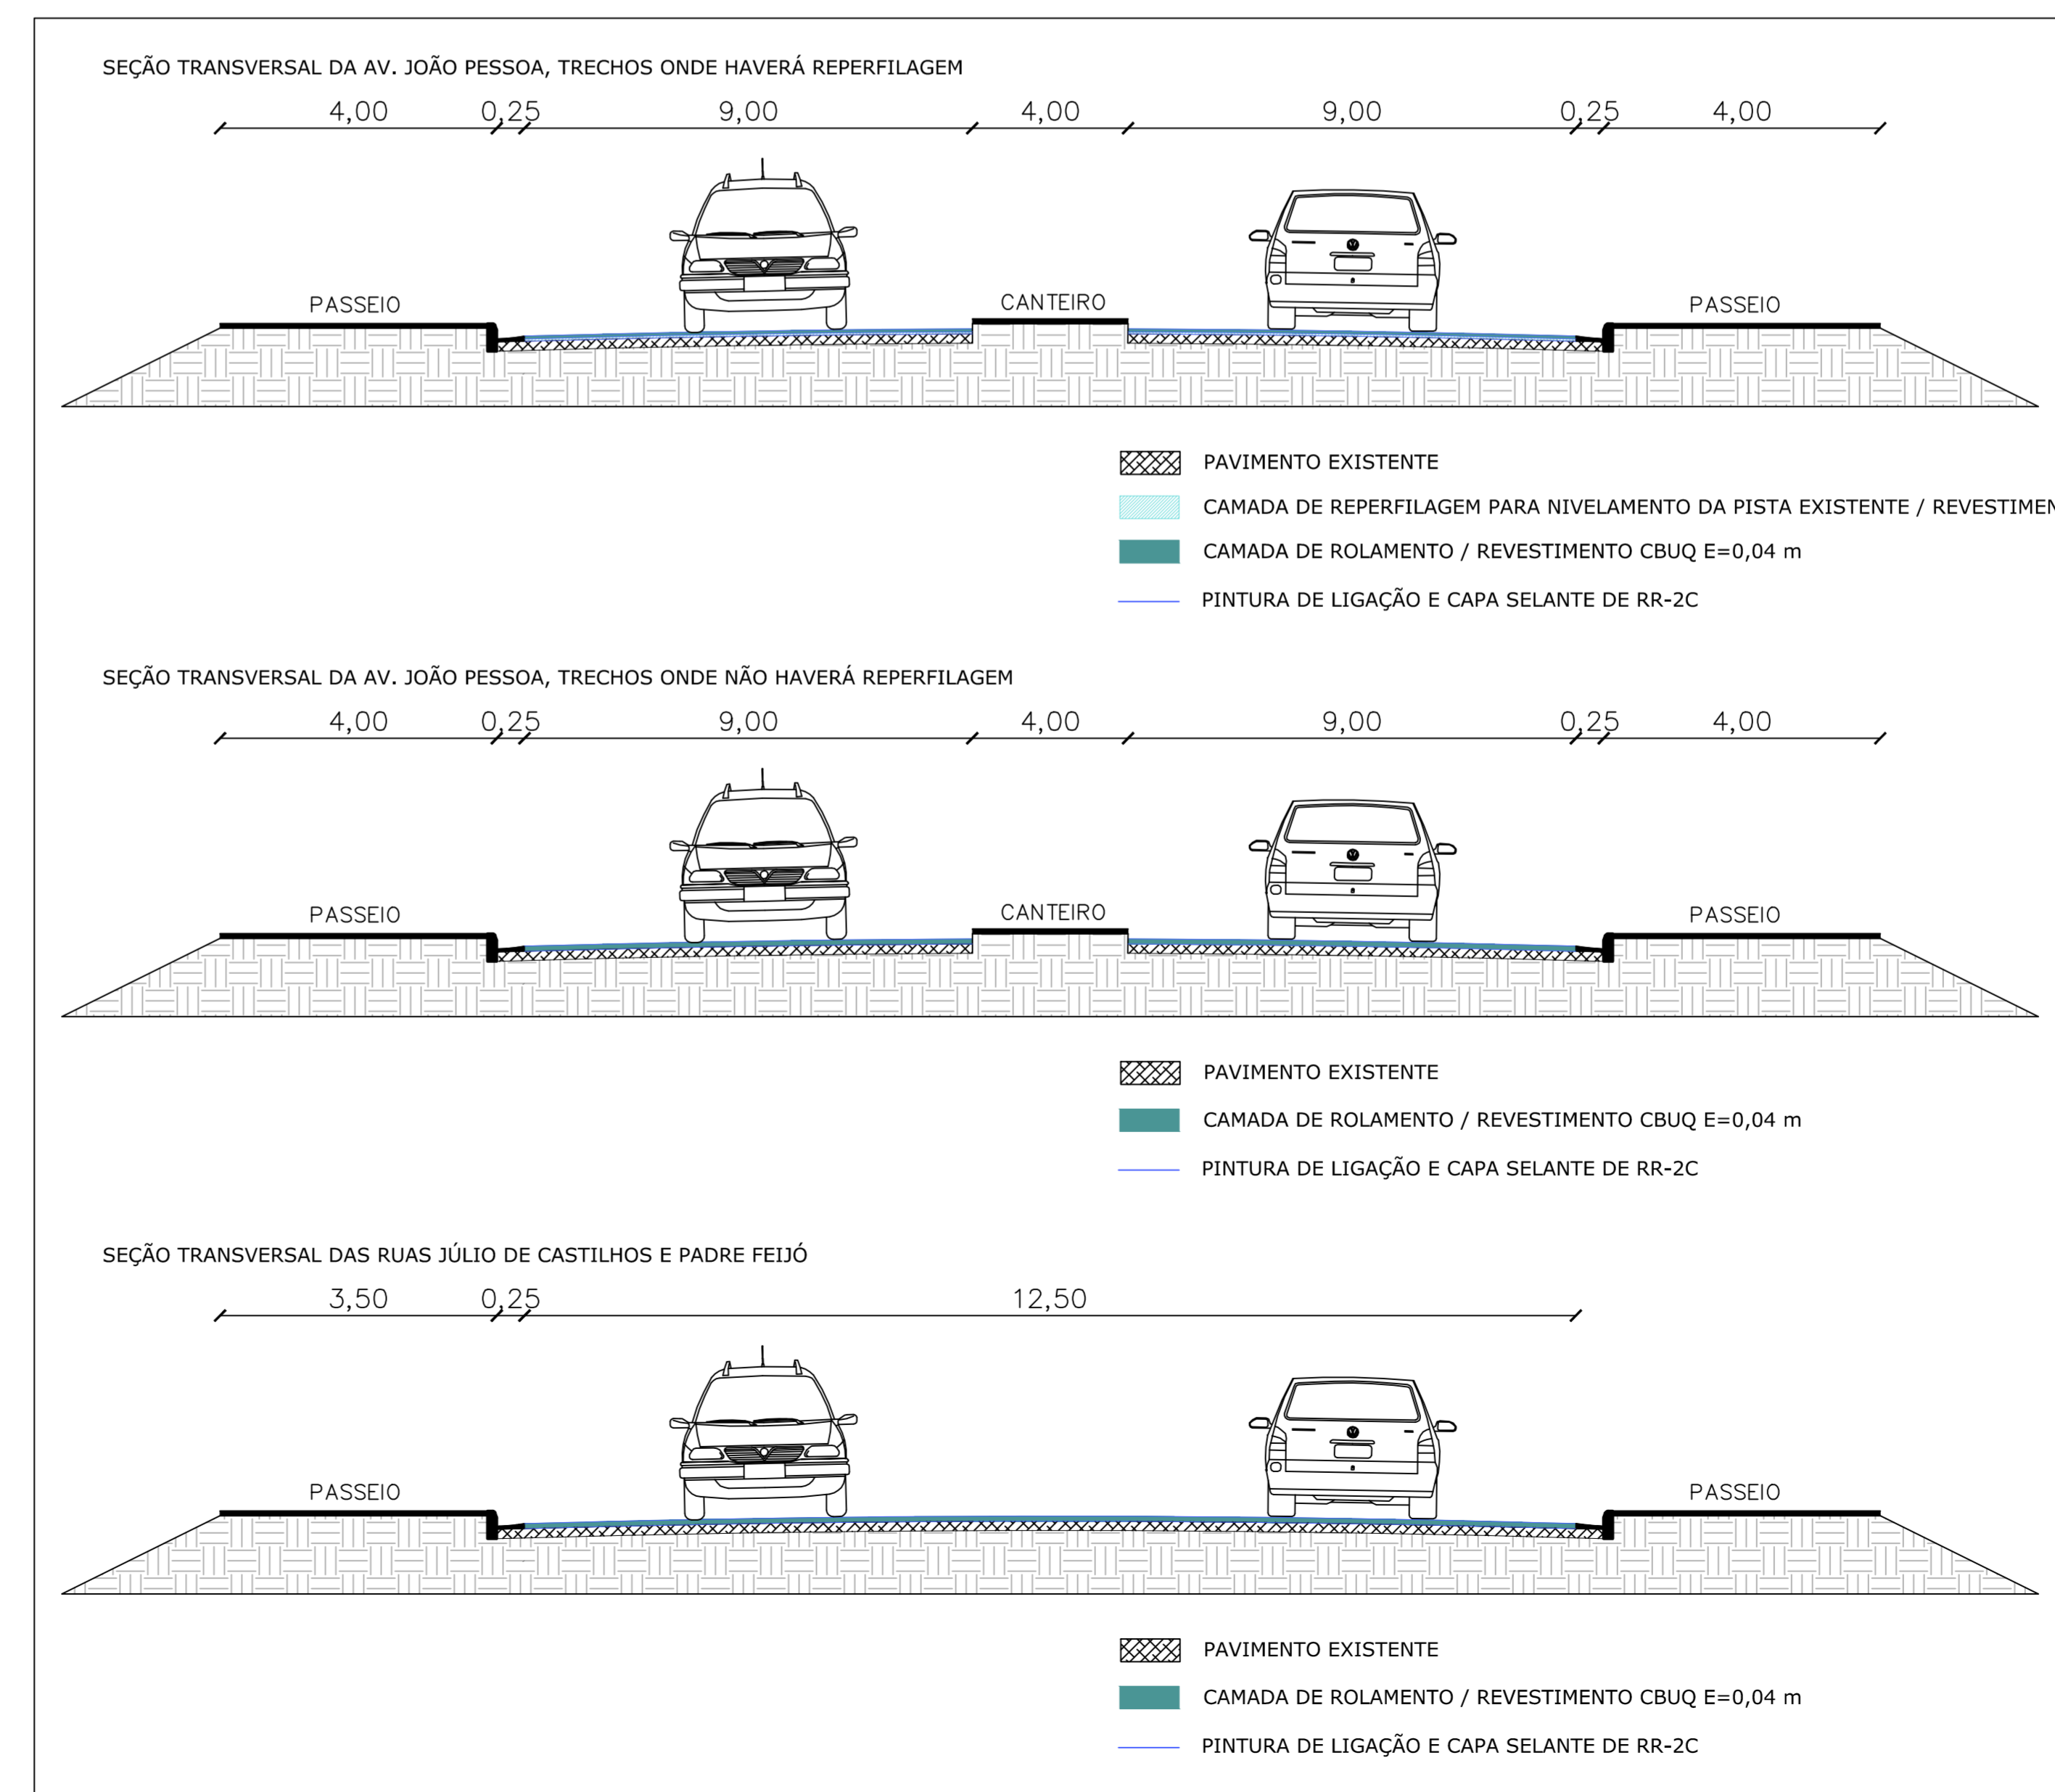 SEÇÃO TRANSVERSAL DA AV. JOÃO PESSOA, TRECHOS ONDE HAVERÁ REPERFILAGEM
4,00 0,25 9,00 4,00 9,00 0,25 4,00
PASSEIO CANTEIRO PASSEIO
PAVIMENTO EXISTENTE
CAMADA DE REPERFILAGEM PARA NIVELAMENTO DA PISTA EXISTENTE /
CAMADA DE ROLAMENTO / REVESTIMENTO CBUQ E=0,04 m
PINTURA DE LIGAÇÃO E CAPA SELANTE DE RR-2C
SEÇÃO TRANSVERSAL DA AV. JOÃO PESSOA, TRECHOS ONDE NÃO HAVERÁ REPERFILAGEM
4,00 0,25 9,00 4,00 9,00 0,25 4,00
PASSEIO CANTEIRO PASSEIO
PAVIMENTO EXISTENTE
CAMADA DE ROLAMENTO / REVESTIMENTO CBUQ E=0,04 m
PINTURA DE LIGAÇÃO E CAPA SELANTE DE RR-2C
SEÇÃO TRANSVERSAL DAS RUAS JÚLIO DE CASTILHOS E PADRE FEIJÓ
3,50 0,25 12,50
PASSEIO PASSEIO
PAVIMENTO EXISTENTE
CAMADA DE ROLAMENTO / REVESTIMENTO CBUQ E=0,04 m
PINTURA DE LIGAÇÃO E CAPA SELANTE DE RR-2C